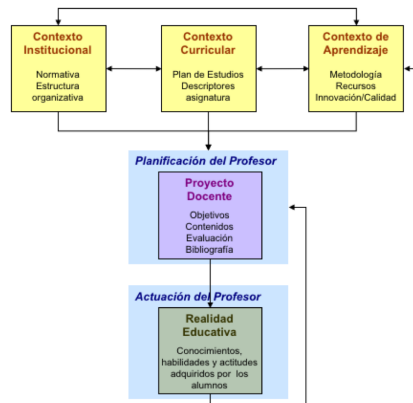 Contexto
Institucional
Normativa
Estructura
organizativa
Contexto
Curricular
Plan de Estudios
Descriptores
asignatura
Contexto de
Aprendizaje
Metodología
Recursos
Innovación/Calidad
Planificación del Profesor
Proyecto
Docente
Objetivos
Contenidos
Evaluación
Bibliografía
Actuación del Profesor
Realidad
Educativa
Conocimientos,
habilidades y actitudes
adquiridos por los
alumnos